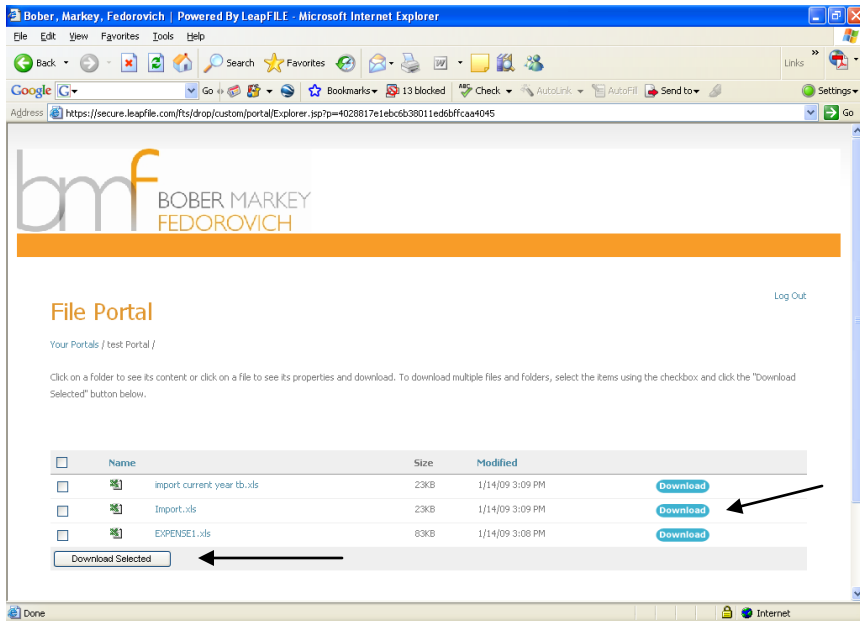 Bober, Markey, Fedorovich | Powered By LeapFILE - Microsoft Internet Explorer
File Edit View Favorites Tools Help
Back Search Favorites Links
Google G Go Bookmarks 13 blocked ABC Check AutoLink AutoFill Send to Settings
Address https://secure.leapfile.com/fts/drop/custom/portal/Explorer.jsp?p=4028817e1ebc6b38011ed6bffcaa4045 Go
bmf BOBER MARKEY
FEDOROVICH
Log Out
File Portal
Your Portals / test Portal /
Click on a folder to see its content or click on a file to see its properties and download. To download multiple files and folders, select the items using the checkbox and click the "Download
Selected" button below.
Name Size Modified
import current year tb.xls 23KB 1/14/09 3:09 PM Download
Import.xls 23KB 1/14/09 3:09 PM Download
EXPENSE1.xls 83KB 1/14/09 3:08 PM Download
Download Selected
Done Internet